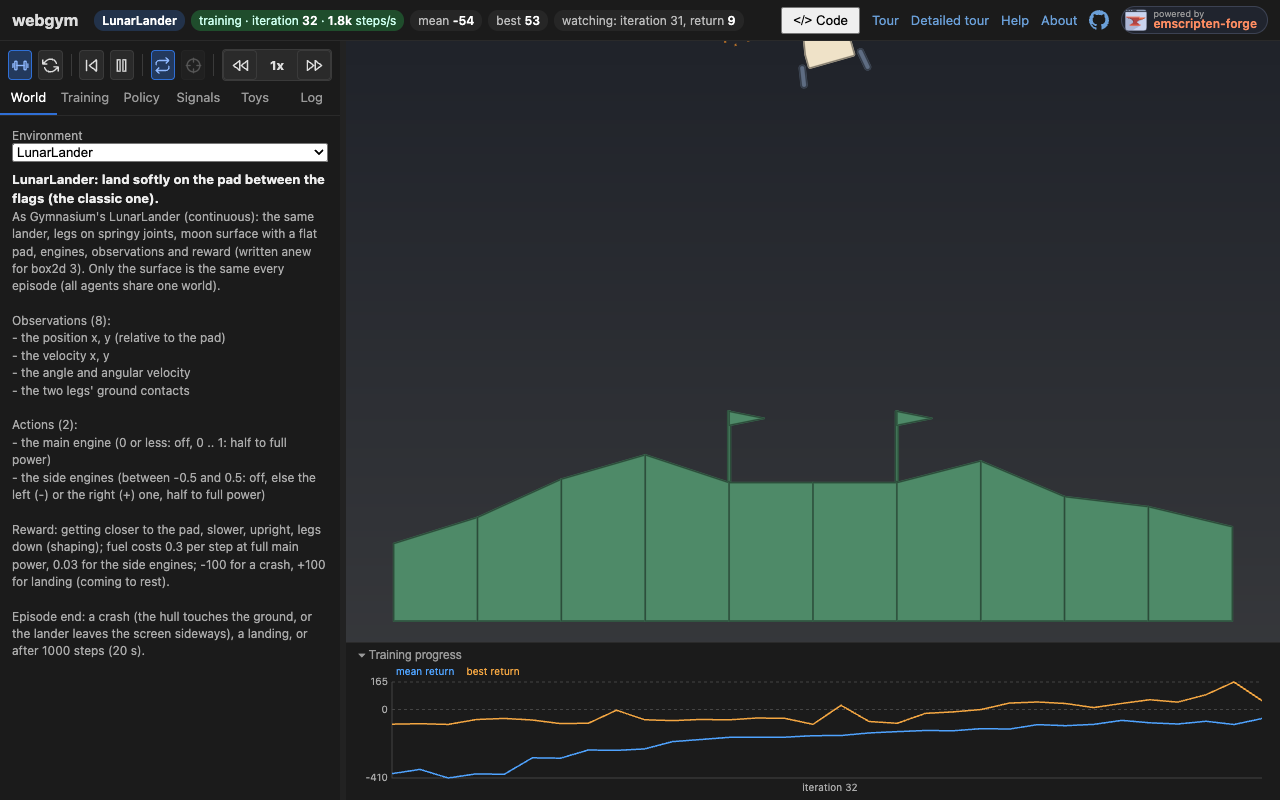 webgym LunarLander training · iteration 32 · 1.8k steps/s mean -54 best 53 watching: iteration 31, return 9 </> Code Tour Detailed tour Help About powered by emscripten-forge
1x
World Training Policy Signals Toys Log
Environment
LunarLander
LunarLander: land softly on the pad between the
flags (the classic one).
As Gymnasium's LunarLander (continuous): the same
lander, legs on springy joints, moon surface with a flat
pad, engines, observations and reward (written anew
for box2d 3). Only the surface is the same every
episode (all agents share one world).
Observations (8):
- the position x, y (relative to the pad)
- the velocity x, y
- the angle and angular velocity
- the two legs' ground contacts
Actions (2):
- the main engine (0 or less: off, 0 .. 1: half to full
power)
- the side engines (between -0.5 and 0.5: off, else the
left (-) or the right (+) one, half to full power)
Reward: getting closer to the pad, slower, upright, legs
down (shaping); fuel costs 0.3 per step at full main
power, 0.03 for the side engines; -100 for a crash, +100
for landing (coming to rest).
Episode end: a crash (the hull touches the ground, or
the lander leaves the screen sideways), a landing, or
after 1000 steps (20 s).
Training progress
mean return best return
165
0
-410
Iteration 32